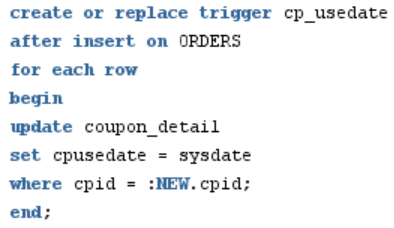 create or replace trigger cp_usedate
after insert on ORDERS
for each row
begin
update coupon_detail
set cpusedate = sysdate
where cpid = :NEW.cpid;
end;